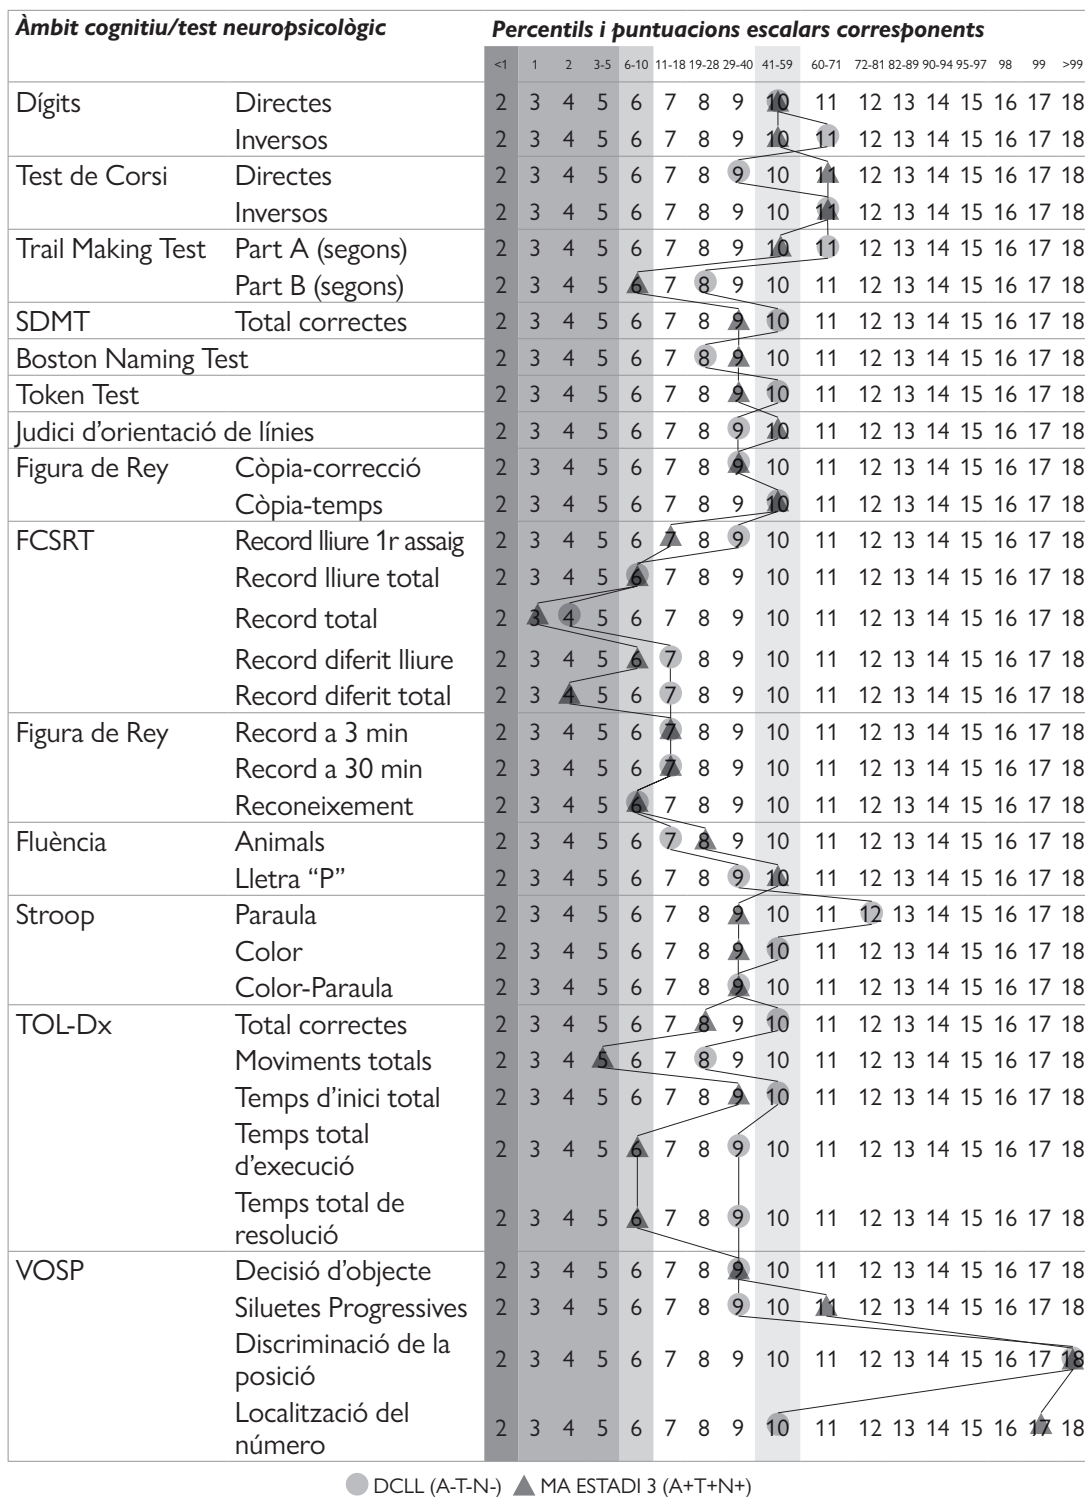 Àmbit cognitiu/test neuropsicològic Percentils i puntuacions escalars corresponents
<1 1 2 3-5 6-10 11-18 19-28 29-40 41-59 60-71 72-81 82-89 90-94 95-97 98 99 >99
Dígits Directes 2 3 4 5 6 7 8 9 10 11 12 13 14 15 16 17 18
Inversos 2 3 4 5 6 7 8 9 10 11 12 13 14 15 16 17 18
Test de Corsi Directes 2 3 4 5 6 7 8 9 10 11 12 13 14 15 16 17 18
Inversos 2 3 4 5 6 7 8 9 10 11 12 13 14 15 16 17 18
Trail Making Test Part A (segons) 2 3 4 5 6 7 8 9 10 11 12 13 14 15 16 17 18
Part B (segons) 2 3 4 5 6 7 8 9 10 11 12 13 14 15 16 17 18
SDMT Total correctes 2 3 4 5 6 7 8 9 10 11 12 13 14 15 16 17 18
Boston Naming Test 2 3 4 5 6 7 8 9 10 11 12 13 14 15 16 17 18
Token Test 2 3 4 5 6 7 8 9 10 11 12 13 14 15 16 17 18
Judici d’orientació de línies 2 3 4 5 6 7 8 9 10 11 12 13 14 15 16 17 18
Figura de Rey Còpia-correcció 2 3 4 5 6 7 8 9 10 11 12 13 14 15 16 17 18
Còpia-temps 2 3 4 5 6 7 8 9 10 11 12 13 14 15 16 17 18
FCSRT Record lliure 1r assaig 2 3 4 5 6 7 8 9 10 11 12 13 14 15 16 17 18
Record lliure total 2 3 4 5 6 7 8 9 10 11 12 13 14 15 16 17 18
Record total 2 3 4 5 6 7 8 9 10 11 12 13 14 15 16 17 18
Record diferit lliure 2 3 4 5 6 7 8 9 10 11 12 13 14 15 16 17 18
Record diferit total 2 3 4 5 6 7 8 9 10 11 12 13 14 15 16 17 18
Figura de Rey Record a 3 min 2 3 4 5 6 7 8 9 10 11 12 13 14 15 16 17 18
Record a 30 min 2 3 4 5 6 7 8 9 10 11 12 13 14 15 16 17 18
Reconeixement 2 3 4 5 6 7 8 9 10 11 12 13 14 15 16 17 18
Fluència Animals 2 3 4 5 6 7 8 9 10 11 12 13 14 15 16 17 18
Lletra “P” 2 3 4 5 6 7 8 9 10 11 12 13 14 15 16 17 18
Stroop Paraula 2 3 4 5 6 7 8 9 10 11 12 13 14 15 16 17 18
Color 2 3 4 5 6 7 8 9 10 11 12 13 14 15 16 17 18
Color-Paraula 2 3 4 5 6 7 8 9 10 11 12 13 14 15 16 17 18
TOL-Dx Total correctes 2 3 4 5 6 7 8 9 10 11 12 13 14 15 16 17 18
Moviments totals 2 3 4 5 6 7 8 9 10 11 12 13 14 15 16 17 18
Temps d’inici total 2 3 4 5 6 7 8 9 10 11 12 13 14 15 16 17 18
Temps total
d’execució 2 3 4 5 6 7 8 9 10 11 12 13 14 15 16 17 18
Temps total de
resolució 2 3 4 5 6 7 8 9 10 11 12 13 14 15 16 17 18
VOSP Decisió d’objecte 2 3 4 5 6 7 8 9 10 11 12 13 14 15 16 17 18
Siluetes Progressives 2 3 4 5 6 7 8 9 10 11 12 13 14 15 16 17 18
Discriminació de la
posició 2 3 4 5 6 7 8 9 10 11 12 13 14 15 16 17 18
Localització del
número 2 3 4 5 6 7 8 9 10 11 12 13 14 15 16 17 18
DCLL (A-T-N-) MA ESTADI 3 (A+T+N+)